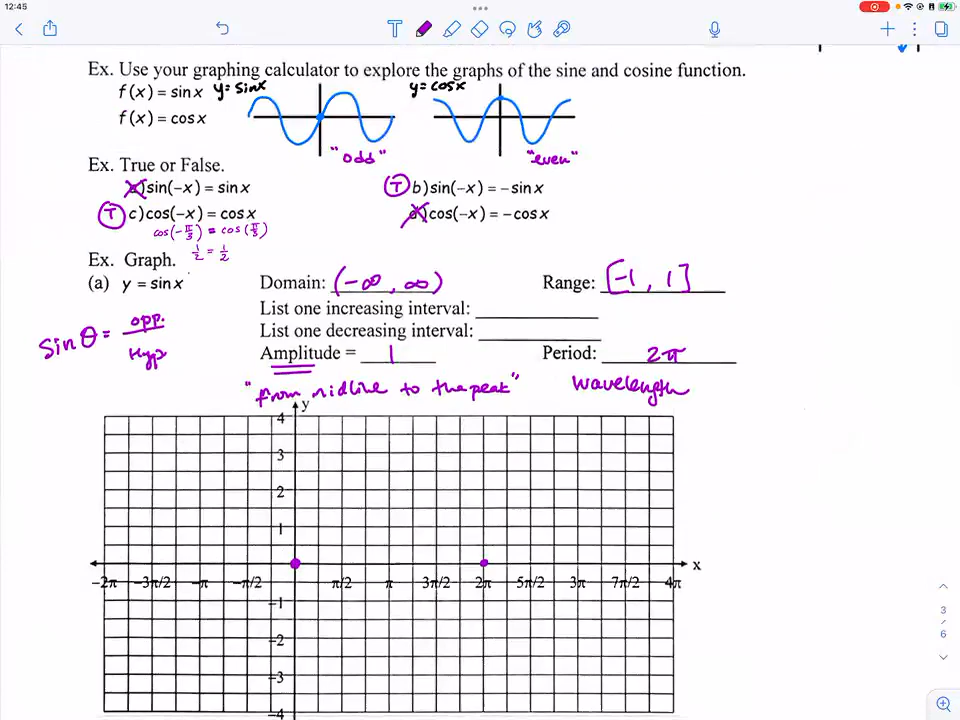 12:45
Ex. Use your graphing calculator to explore the graphs of the sine and cosine function.
f(x) = sin x y=sinx y=cosx
f(x) = cos x
"odd" "even"
Ex. True or False.
a) sin(-x) = sin x T b) sin(-x) = -sin x
T c) cos(-x) = cos x d) cos(-x) = -cos x
cos(-π/3) = cos(π/3)
1/2 = 1/2
Ex. Graph.
(a) y = sin x Domain: (-∞, ∞) Range: [-1, 1]
List one increasing interval:
sin θ = opp. / Hyp
List one decreasing interval:
Amplitude = 1 Period: 2π
"from midline to the peak" wavelength
y
4
3
2
1
x
-2π -3π/2 -π -π/2 π/2 π 3π/2 2π 5π/2 3π 7π/2 4π
-1
-2
-3
-4
3
/
6